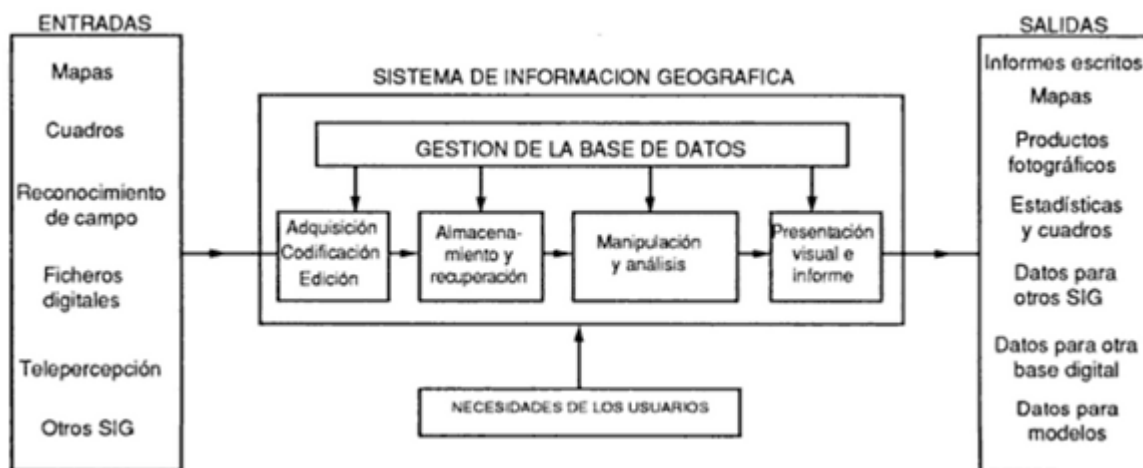 ENTRADAS
Mapas
Cuadros
Reconocimiento
de campo
Ficheros
digitales
Telepercepción
Otros SIG
SISTEMA DE INFORMACION GEOGRAFICA
GESTION DE LA BASE DE DATOS
Adquisición
Codificación
Edición
Almacena-
miento y
recuperación
Manipulación
y análisis
Presentación
visual e
informe
NECESIDADES DE LOS USUARIOS
SALIDAS
Informes escritos
Mapas
Productos
fotográficos
Estadísticas
y cuadros
Datos para
otros SIG
Datos para otra
base digital
Datos para
modelos